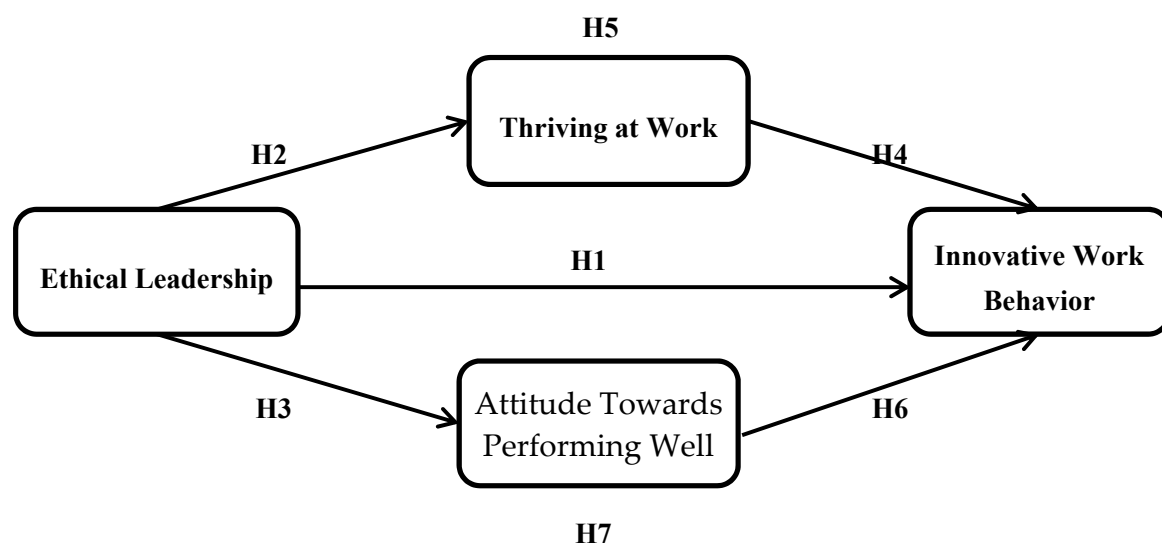 H5
Thriving at Work
H2
H4
Ethical Leadership
H1
Innovative Work
Behavior
H3
Attitude Towards
Performing Well
H6
H7